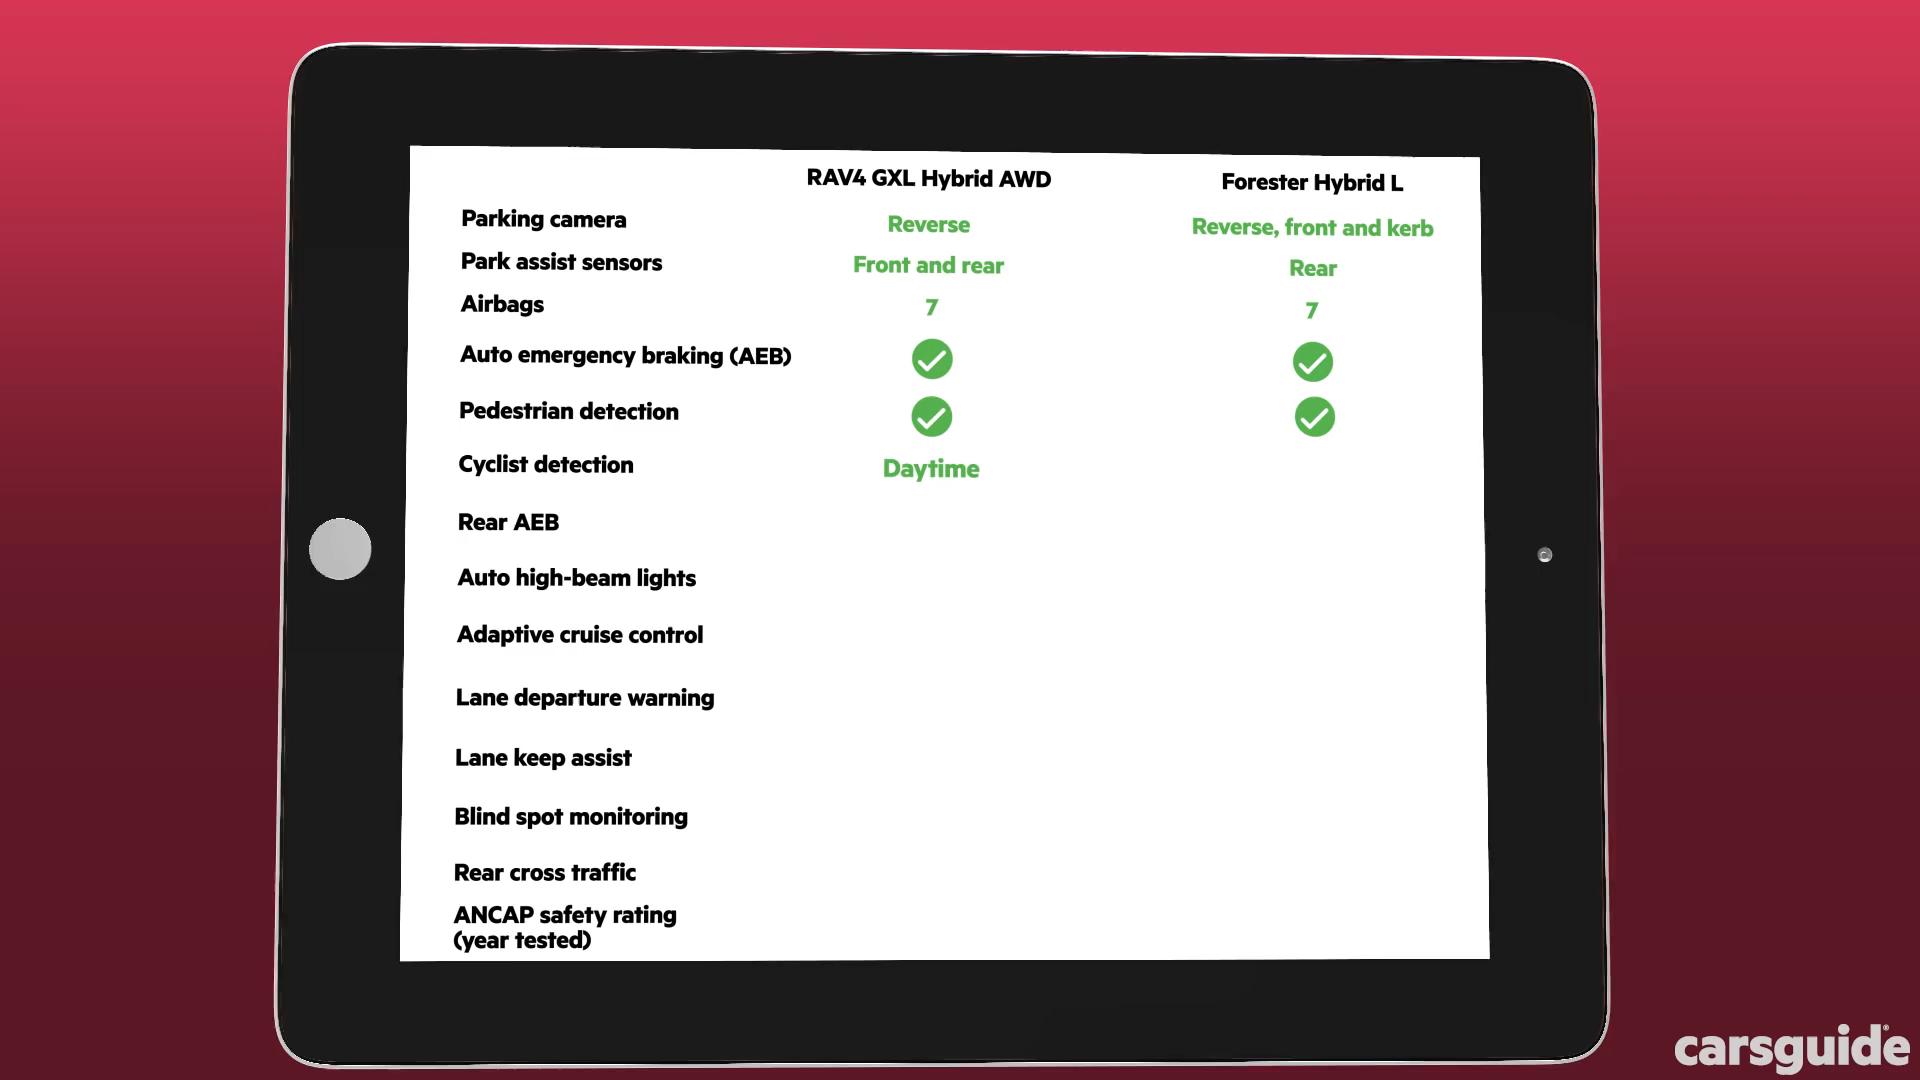 RAV4 GXL Hybrid AWD Forester Hybrid L
Parking camera Reverse Reverse, front and kerb
Park assist sensors Front and rear Rear
Airbags 7 7
Auto emergency braking (AEB)
Pedestrian detection
Cyclist detection Daytime
Rear AEB
Auto high-beam lights
Adaptive cruise control
Lane departure warning
Lane keep assist
Blind spot monitoring
Rear cross traffic
ANCAP safety rating
(year tested)
carsguide